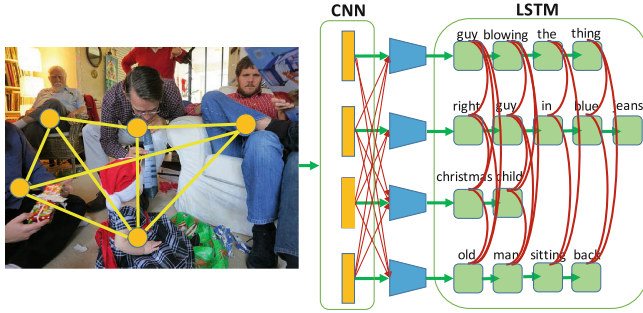 CNN LSTM
guy blowing the thing
right guy in blue jeans
christmas child
old man sitting back